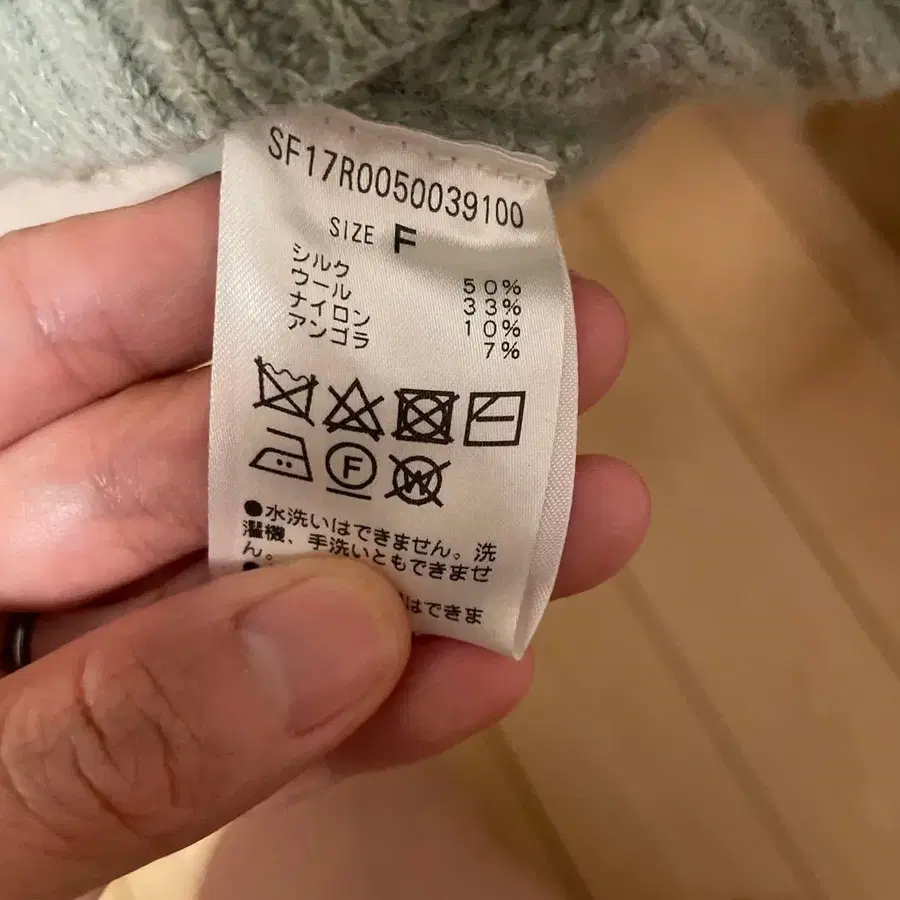 SF17R0050039100
SIZE F
シルク 50%
ウール 33%
ナイロン 10%
アンゴラ 7%
F
W
●水洗いはできません。洗
濯機、手洗いともできませ
ん。
はできま